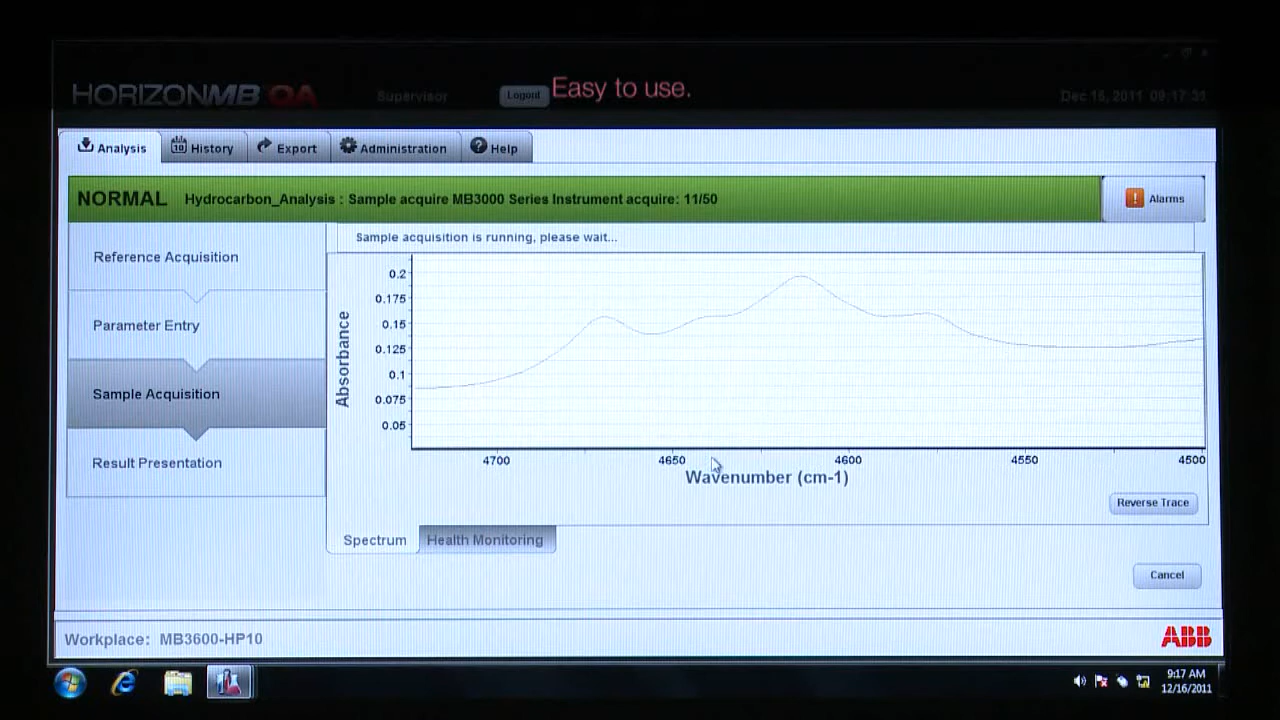 HORIZONMB QA
Supervisor
Logout
Easy to use.
Dec 16, 2011 09:17:31
Analysis
History
Export
Administration
Help
NORMAL Hydrocarbon_Analysis : Sample acquire MB3000 Series Instrument acquire: 11/50
Alarms
Sample acquisition is running, please wait...
Reference Acquisition
Parameter Entry
Sample Acquisition
Result Presentation
Absorbance
0.2
0.175
0.15
0.125
0.1
0.075
0.05
4700 4650 4600 4550 4500
Wavenumber (cm-1)
Reverse Trace
Spectrum
Health Monitoring
Cancel
Workplace: MB3600-HP10
ABB
9:17 AM
12/16/2011